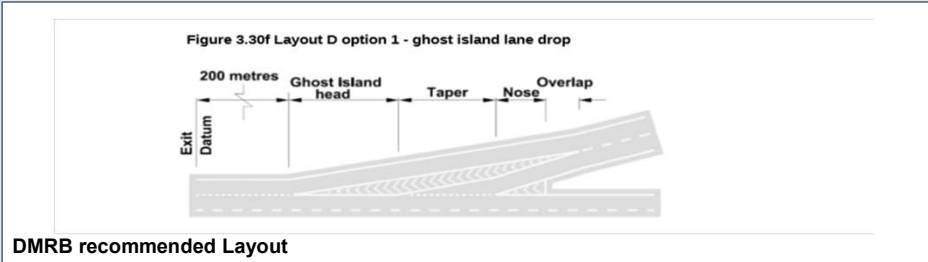 Figure 3.30f Layout D option 1 - ghost island lane drop
200 metres
Ghost Island
head
Taper
Nose
Overlap
Exit
Datum
DMRB recommended Layout